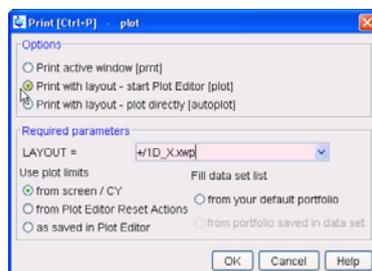 Print [Ctrl+P] - plot
Options
Print active window [prnt]
Print with layout - start Plot Editor [plot]
Print with layout - plot directly [autoplot]
Required parameters
LAYOUT = +/1D_X.xwp
Use plot limits
from screen / CY
from Plot Editor Reset Actions
as saved in Plot Editor
Fill data set list
from your default portfolio
from portfolio saved in data set
OK Cancel Help